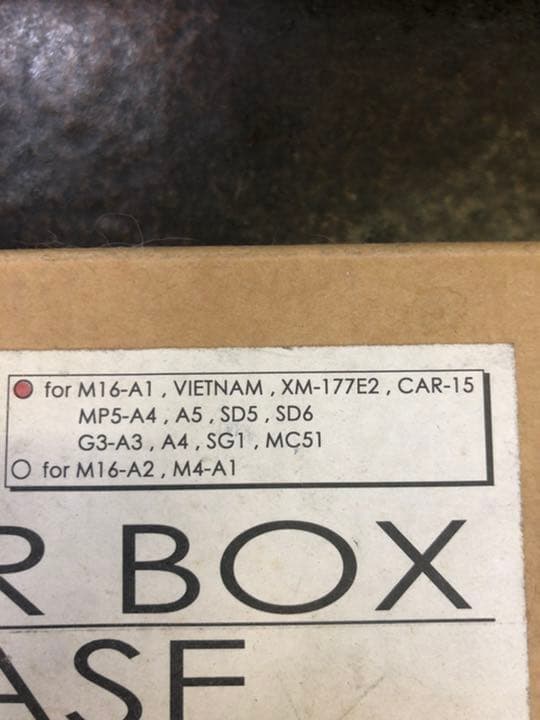 for M16-A1 , VIETNAM , XM-177E2 , CAR-15
MP5-A4 , A5 , SD5 , SD6
G3-A3 , A4 , SG1 , MC51
for M16-A2 , M4-A1
R BOX
ASE